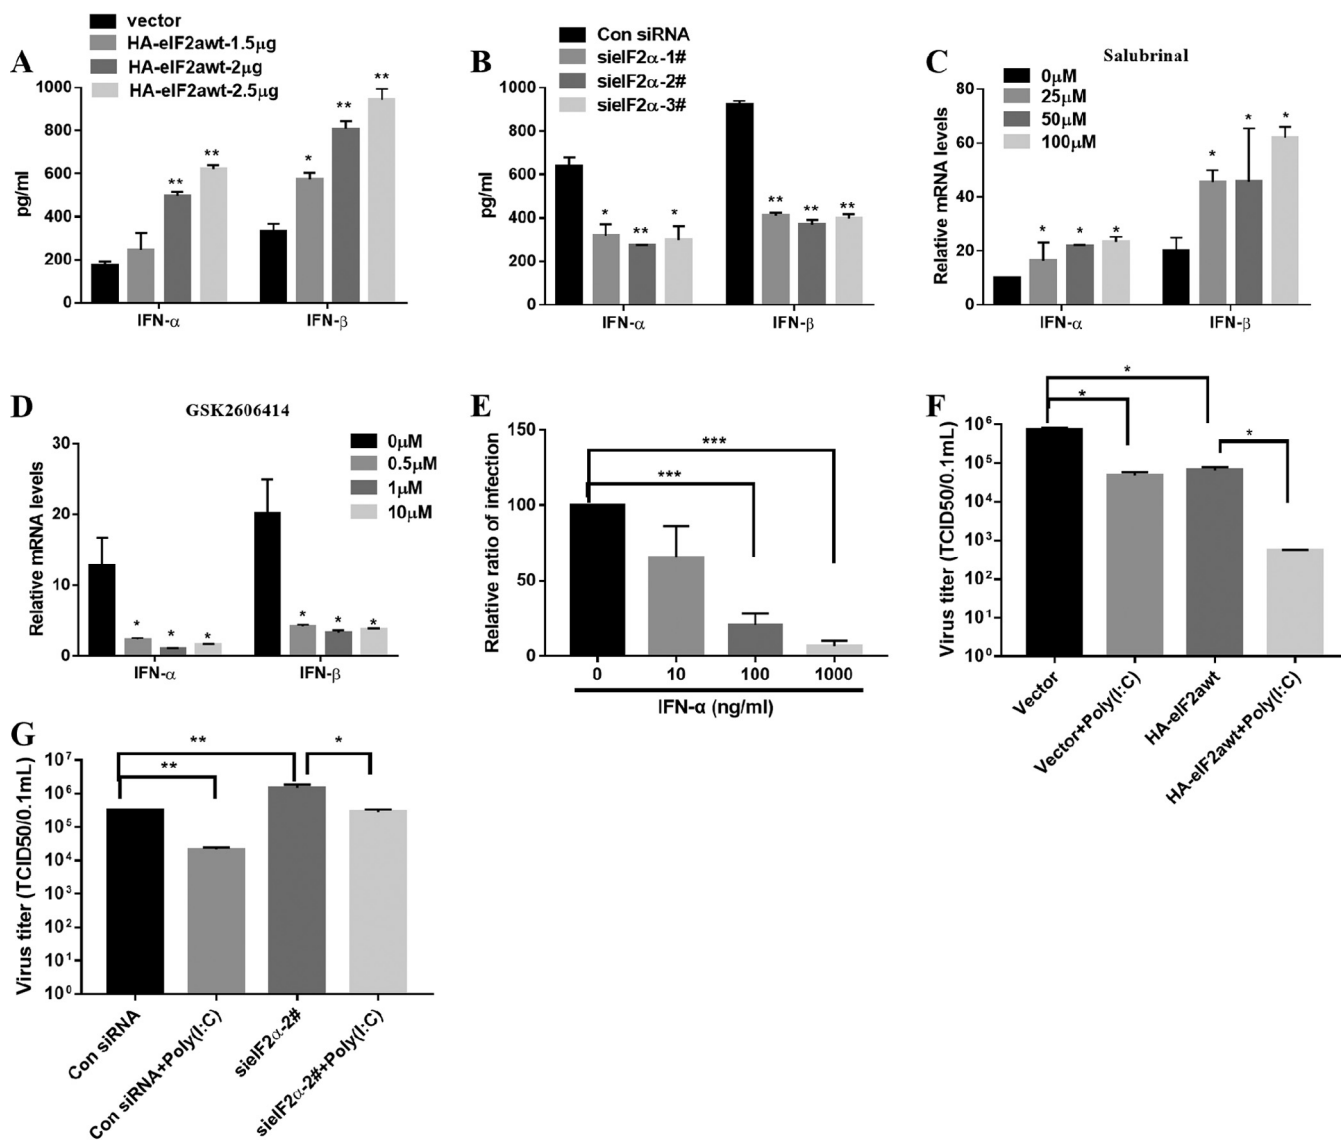 A
vector
HA-eIF2awt-1.5μg
HA-eIF2awt-2μg
HA-eIF2awt-2.5μg
pg/ml
1000
800
600
400
200
0
** ** * ** **
IFN-α IFN-β
B
Con siRNA
sieIF2α-1#
sieIF2α-2#
sieIF2α-3#
pg/ml
1000
800
600
400
200
0
* ** * ** ** **
IFN-α IFN-β
C
Salubrinal
0μM
25μM
50μM
100μM
Relative mRNA levels
80
60
40
20
0
* * * * * *
IFN-α IFN-β
D
GSK2606414
0μM
0.5μM
1μM
10μM
Relative mRNA levels
30
20
10
0
* * * * * *
IFN-α IFN-β
E
Relative ratio of infection
150
100
50
0
***
***
0 10 100 1000
IFN-α (ng/ml)
F
Virus titer (TCID50/0.1mL)
10⁶
10⁵
10⁴
10³
10²
10¹
10⁰
*
*
*
Vector
Vector+Poly(I:C)
HA-eIF2awt
HA-eIF2awt+Poly(I:C)
G
Virus titer (TCID50/0.1mL)
10⁷
10⁶
10⁵
10⁴
10³
10²
10¹
10⁰
** *
**
Con siRNA
Con siRNA+Poly(I:C)
sieIF2α-2#
sieIF2α-2#+Poly(I:C)